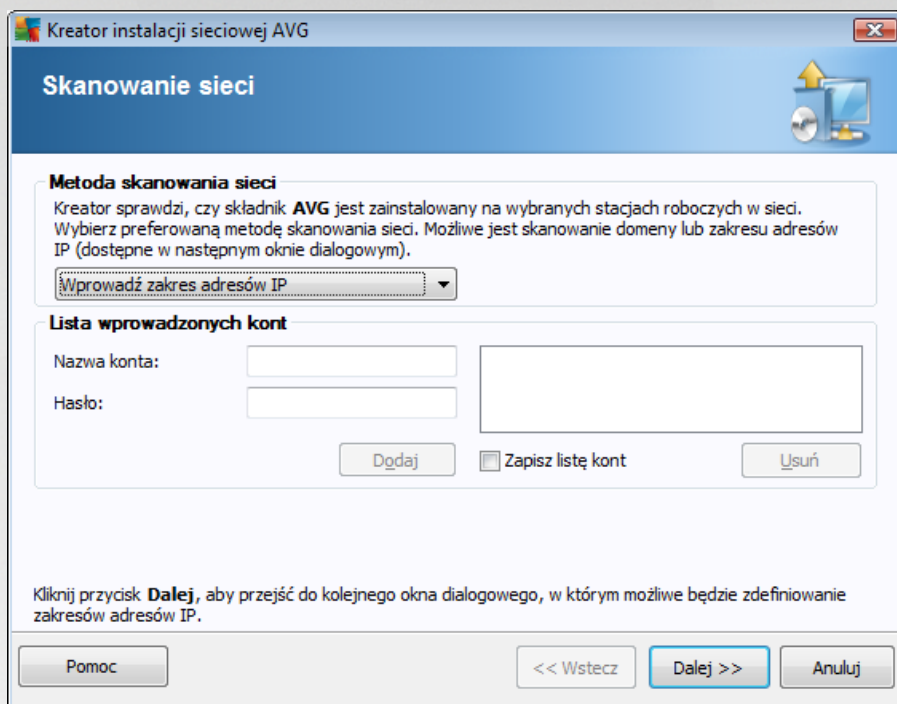 Kreator instalacji sieciowej AVG
Skanowanie sieci
Metoda skanowania sieci
Kreator sprawdzi, czy składnik AVG jest zainstalowany na wybranych stacjach roboczych w sieci.
Wybierz preferowaną metodę skanowania sieci. Możliwe jest skanowanie domeny lub zakresu adresów
IP (dostępne w następnym oknie dialogowym).
Wprowadź zakres adresów IP
Lista wprowadzonych kont
Nazwa konta:
Hasło:
Dodaj
Zapisz listę kont
Usuń
Kliknij przycisk Dalej, aby przejść do kolejnego okna dialogowego, w którym możliwe będzie zdefiniowanie
zakresów adresów IP.
Pomoc
<< Wstecz
Dalej >>
Anuluj